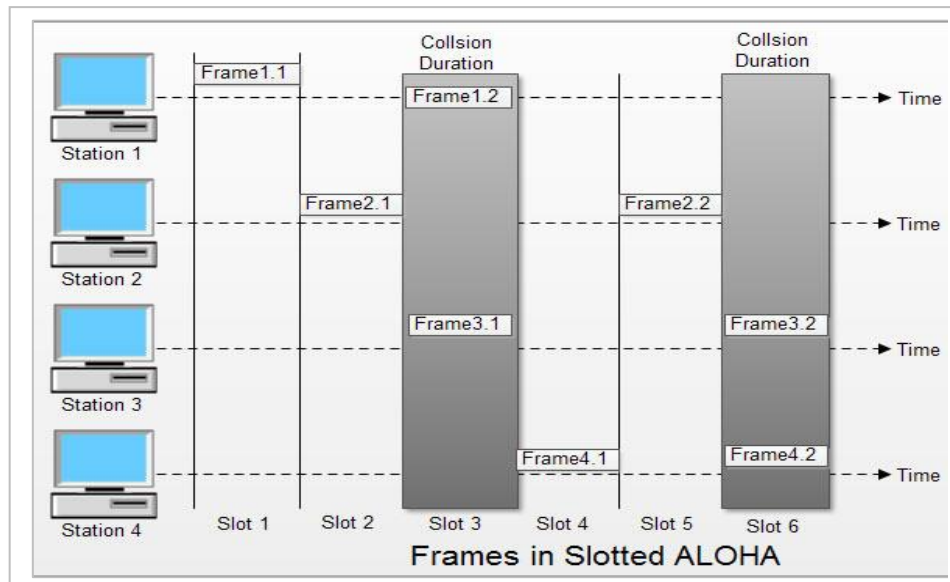 Collsion Duration
Collsion Duration
Frame1.1
Frame1.2
Time
Station 1
Frame2.1
Frame2.2
Time
Station 2
Frame3.1
Frame3.2
Time
Station 3
Frame4.1
Frame4.2
Time
Station 4
Slot 1
Slot 2
Slot 3
Slot 4
Slot 5
Slot 6
Frames in Slotted ALOHA